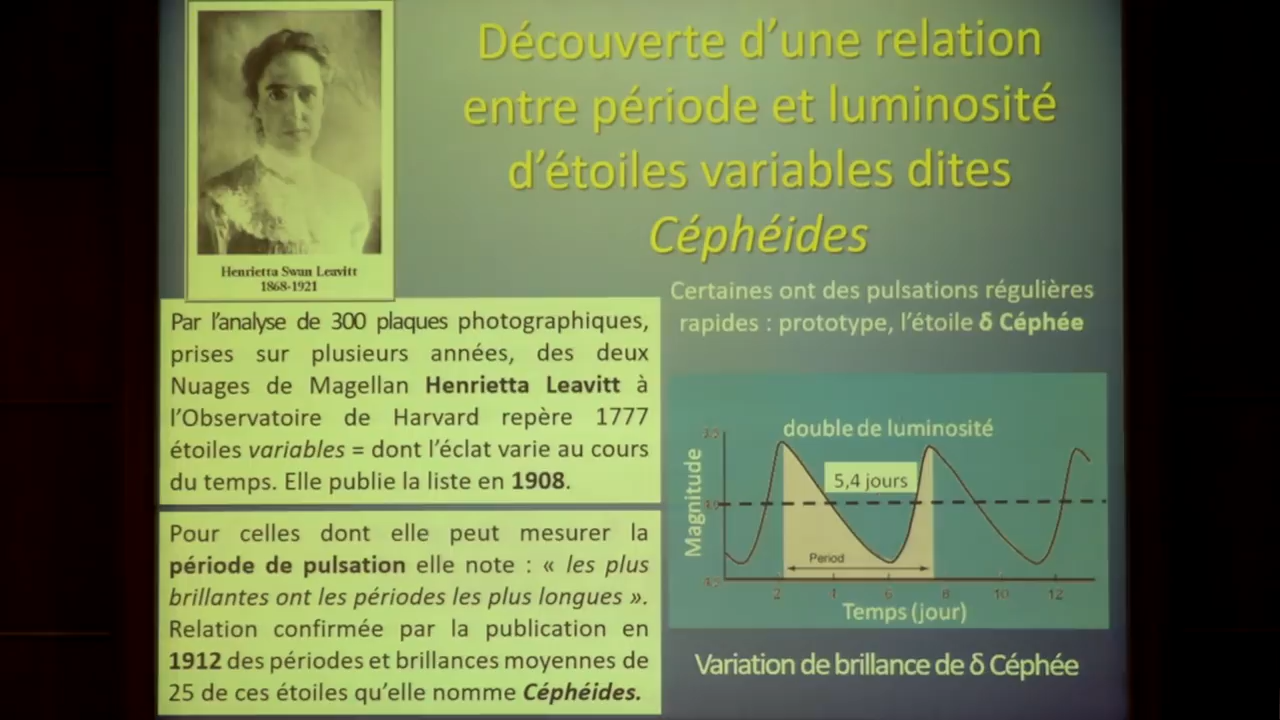 Découverte d'une relation
entre période et luminosité
d'étoiles variables dites
Céphéides
Henrietta Swan Leavitt
1868-1921
Certaines ont des pulsations régulières
rapides : prototype, l'étoile δ Céphée
Par l'analyse de 300 plaques photographiques,
prises sur plusieurs années, des deux
Nuages de Magellan Henrietta Leavitt à
l'Observatoire de Harvard repère 1777
étoiles variables = dont l'éclat varie au cours
du temps. Elle publie la liste en 1908.
Pour celles dont elle peut mesurer la
période de pulsation elle note : « les plus
brillantes ont les périodes les plus longues ».
Relation confirmée par la publication en
1912 des périodes et brillances moyennes de
25 de ces étoiles qu'elle nomme Céphéides.
double de luminosité
Magnitude
5,4 jours
Period
2 4 6 8 10 12
Temps (jour)
Variation de brillance de δ Céphée